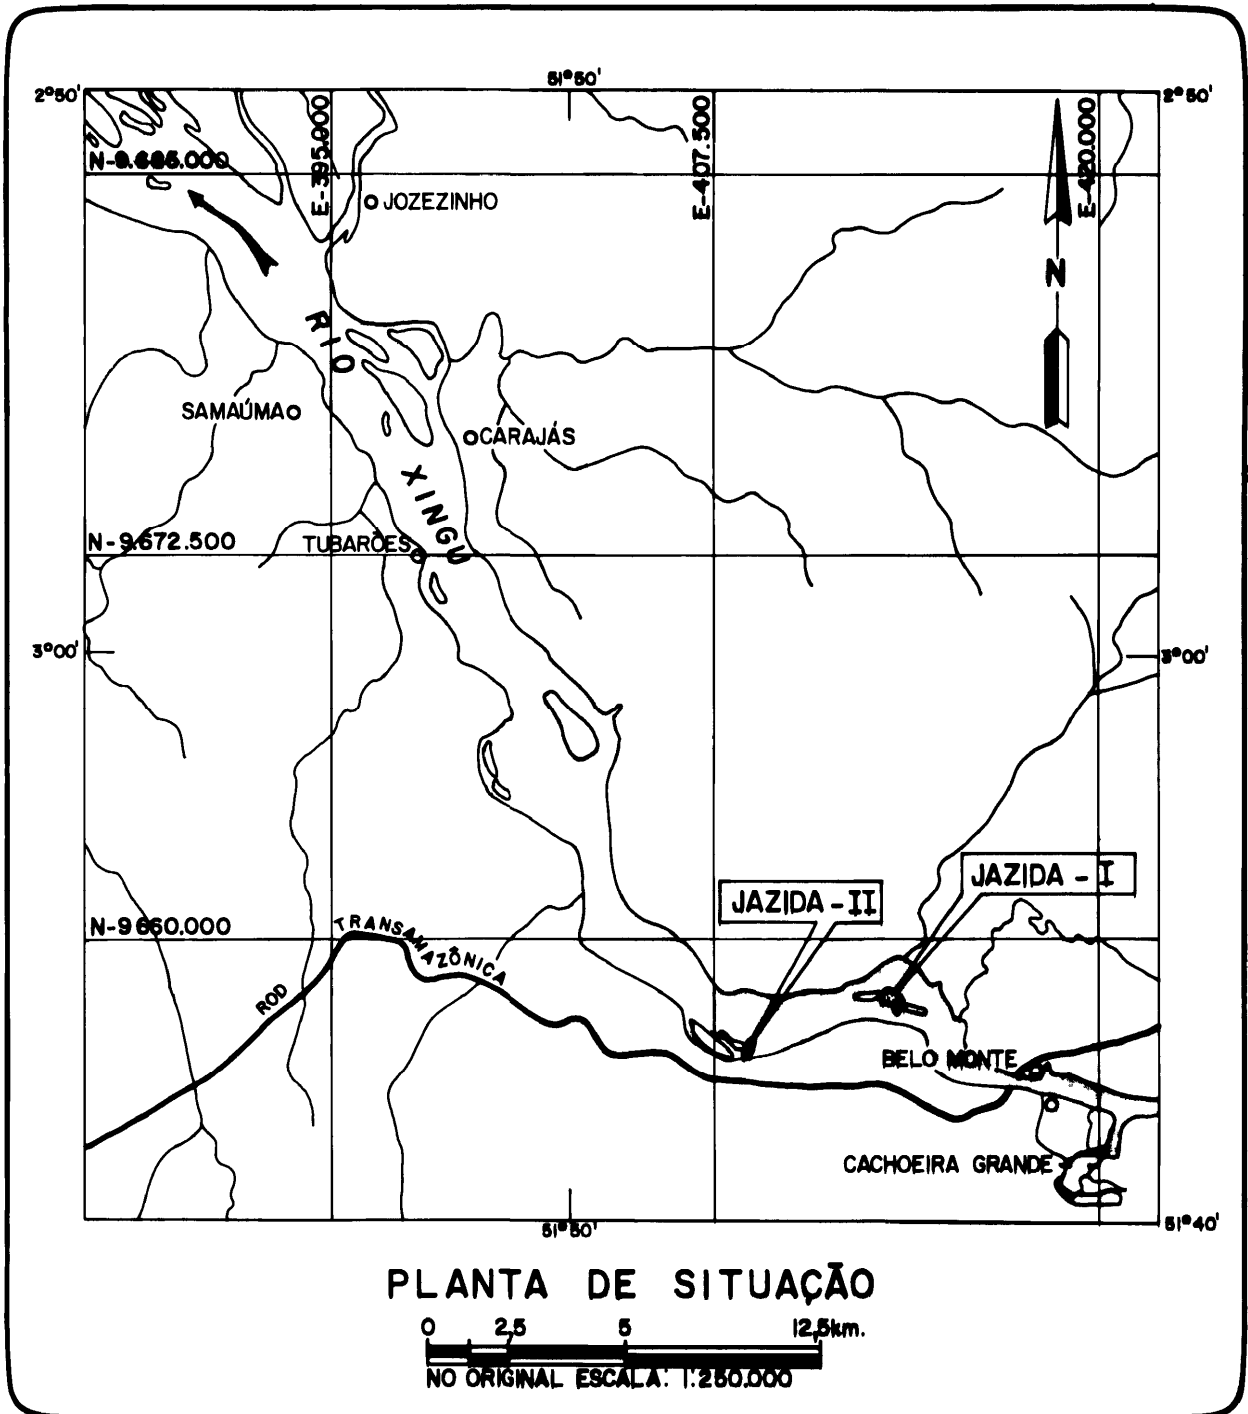 51°50'
2°50'
2°50'
E-395.000
E-407.500
E-420.000
N-9.685.000
JOZEZINHO
N
RIO
SAMAÚMA
CARAJÁS
XINGU
N-9.672.500
TUBARÕES
3°00'
3°00'
JAZIDA - I
JAZIDA - II
N-9660.000
TRANSAMAZÔNICA
ROD
BELO MONTE
CACHOEIRA GRANDE
51°50'
51°40'
PLANTA DE SITUAÇÃO
0 2,5 5 12,5km.
NO ORIGINAL ESCALA: 1:250.000